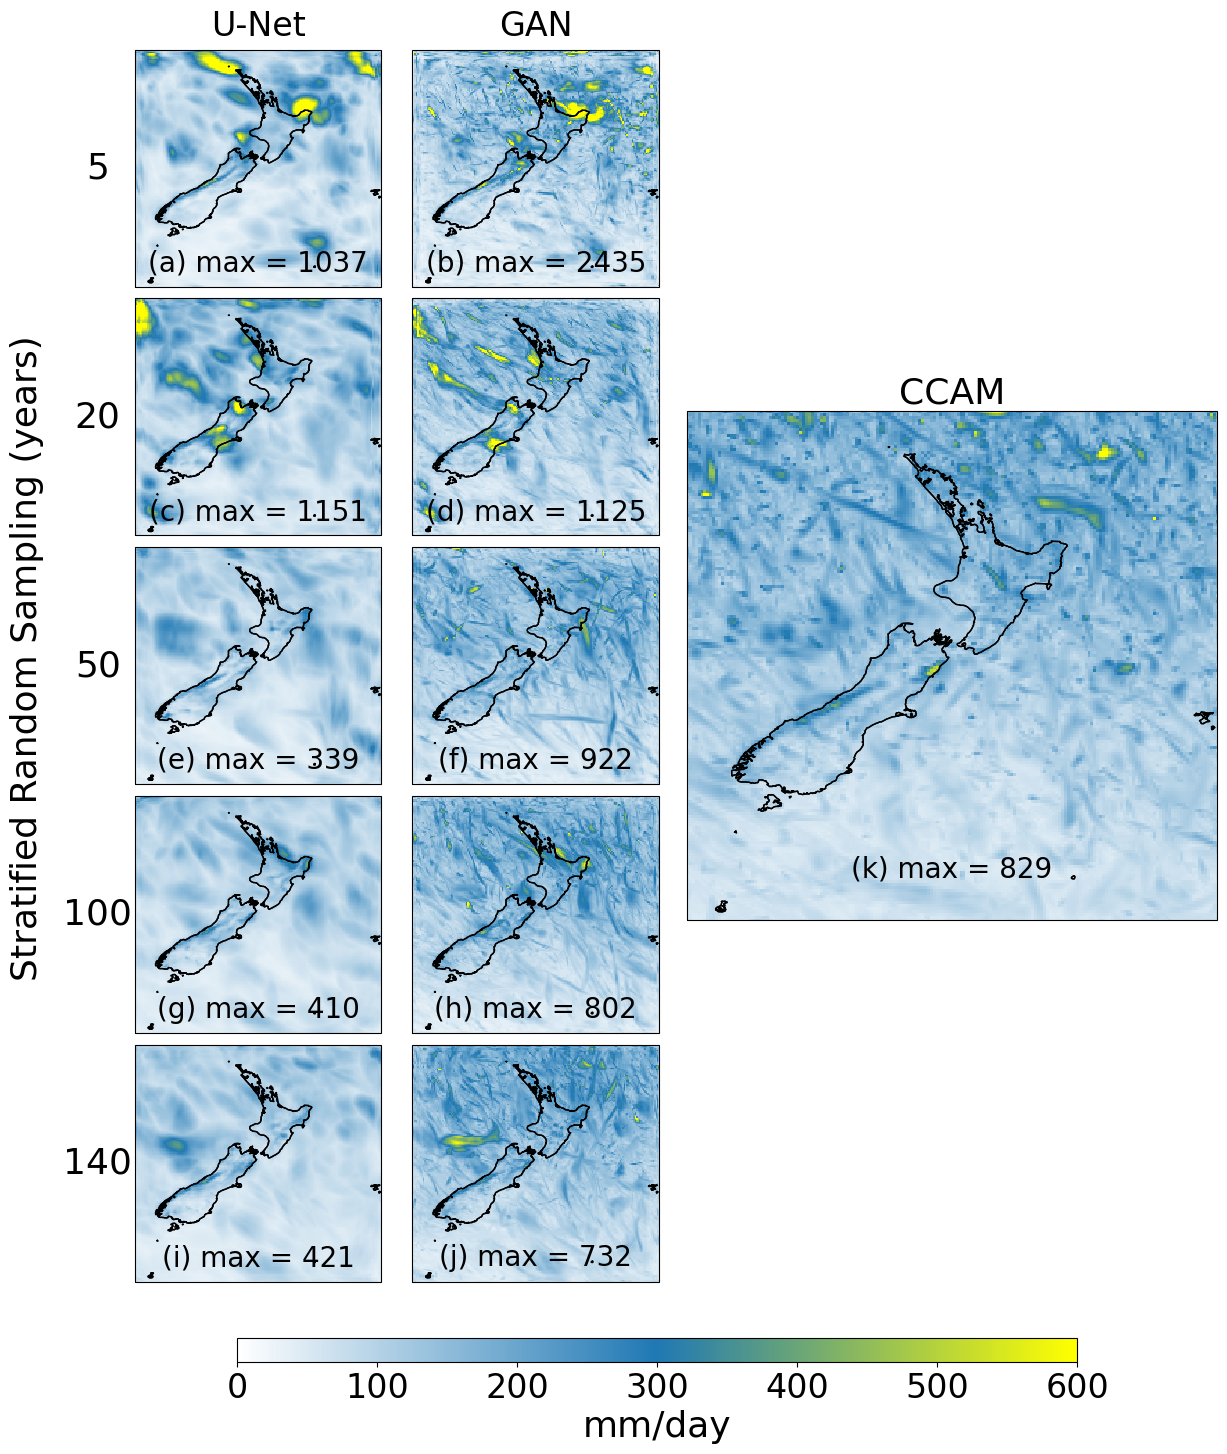 U-Net
GAN
5
(a) max = 1037
(b) max = 2435
20
(c) max = 1151
(d) max = 1125
50
(e) max = 339
(f) max = 922
100
(g) max = 410
(h) max = 802
140
(i) max = 421
(j) max = 732
Stratified Random Sampling (years)
CCAM
(k) max = 829
0 100 200 300 400 500 600
mm/day